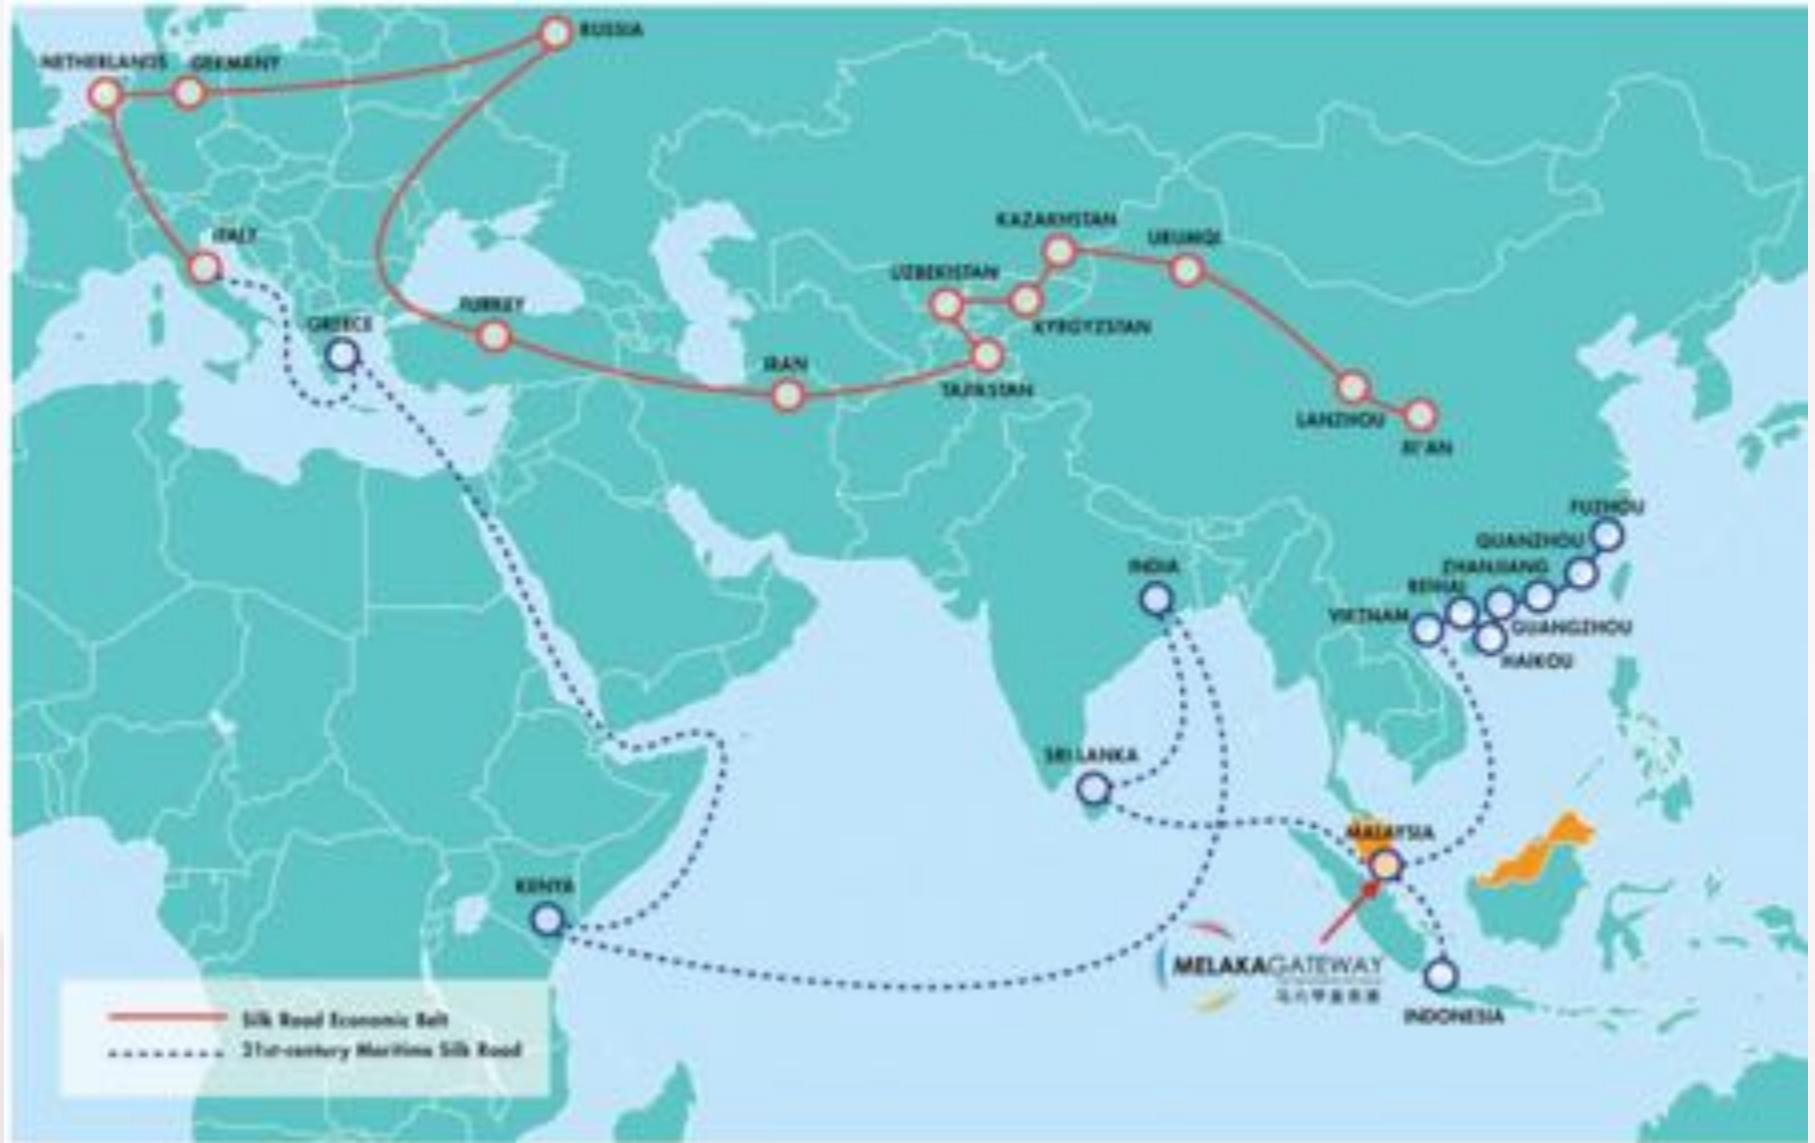 RUSSIA
NETHERLANDS
GERMANY
ITALY
GREECE
TURKEY
IRAN
KAZAKHSTAN
URUMQI
UZBEKISTAN
KYRGYZSTAN
TAJIKSTAN
LANZHOU
XI'AN
FUZHOU
QUANZHOU
ZHANJIANG
BEIHAI
VIETNAM
GUANGZHOU
HAIKOU
INDIA
SRI LANKA
MALAYSIA
KENYA
MELAKAGATEWAY
INDONESIA
Silk Road Economic Belt
21st-century Maritime Silk Road